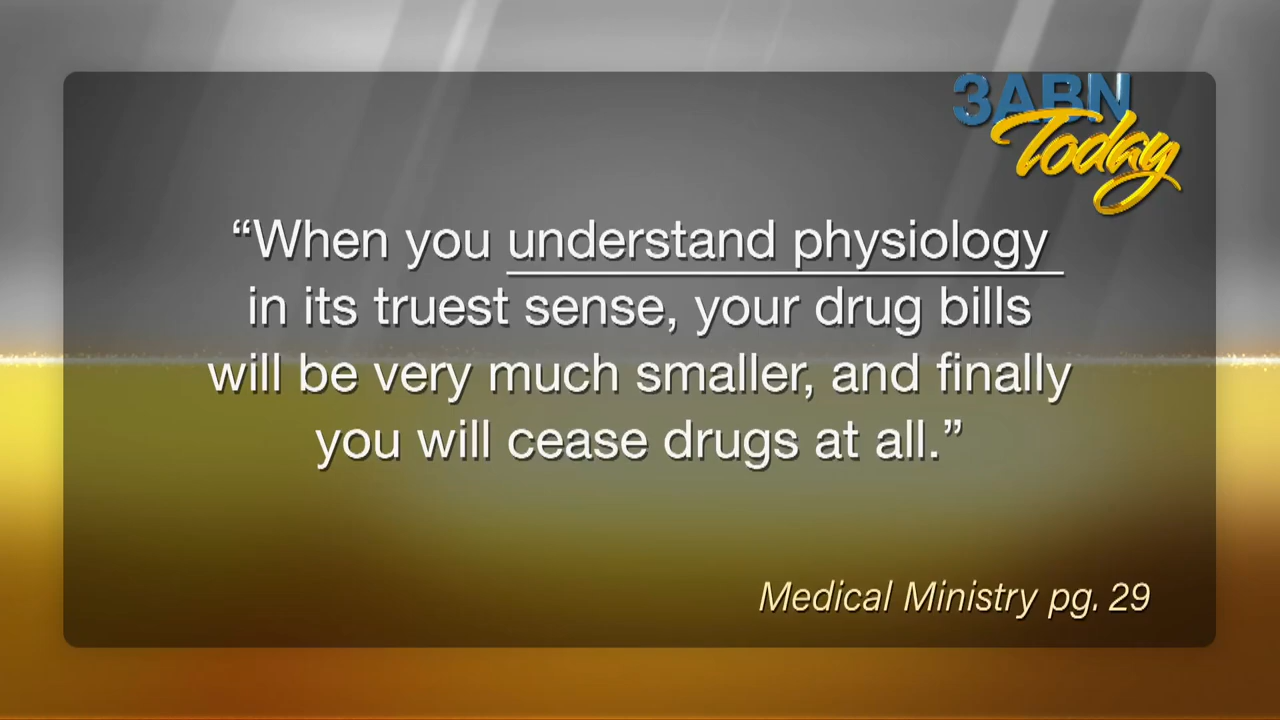 3ABN
Today
“When you understand physiology
in its truest sense, your drug bills
will be very much smaller, and finally
you will cease drugs at all.”
Medical Ministry pg. 29